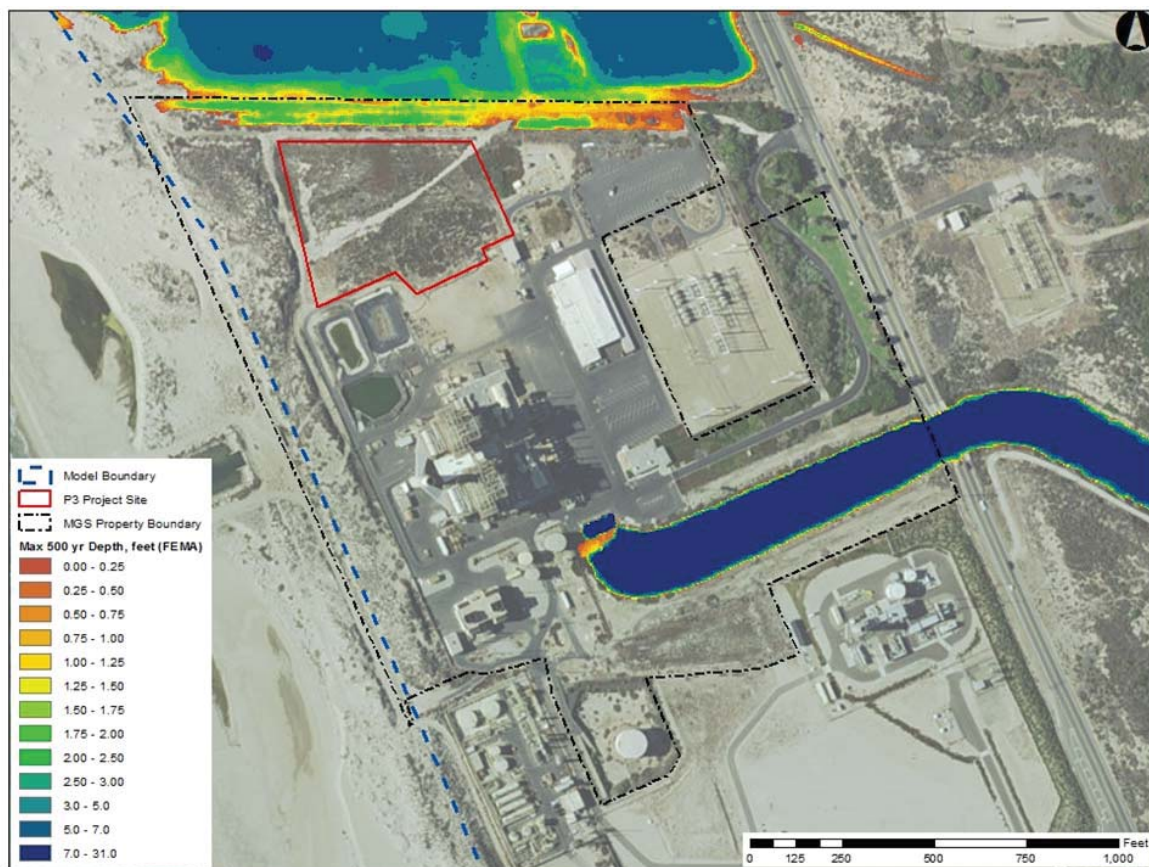 Model Boundary
P3 Project Site
MGS Property Boundary
Max 500 yr Depth, feet (FEMA)
0.00 - 0.25
0.25 - 0.50
0.50 - 0.75
0.75 - 1.00
1.00 - 1.25
1.25 - 1.50
1.50 - 1.75
1.75 - 2.00
2.00 - 2.50
2.50 - 3.00
3.0 - 5.0
5.0 - 7.0
7.0 - 31.0
Feet
0 125 250 500 750 1,000